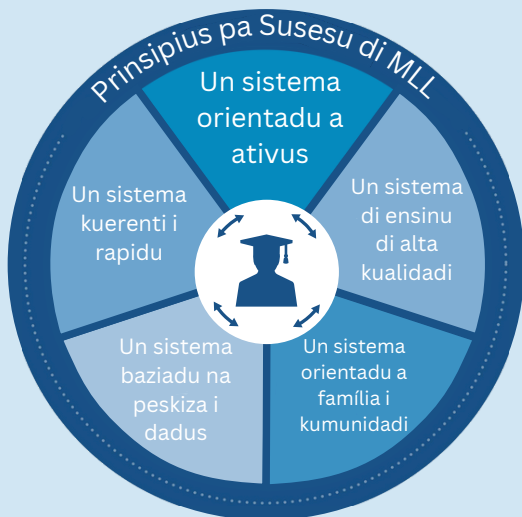 Prinsipius pa Susesu di MLL
Un sistema
orientadu a
ativus
Un sistema
di ensinu
di alta
kualidadi
Un sistema
orientadu a
família i
kumunidadi
Un sistema
baziadu na
peskiza i
dadus
Un sistema
kuerenti i
rapidu